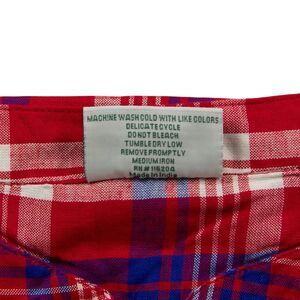 MACHINE WASH COLD WITH LIKE COLORS
DELICATE CYCLE
DO NOT BLEACH
TUMBLE DRY LOW
REMOVE PROMPTLY
MEDIUM IRON
RN # 115204
Made In India